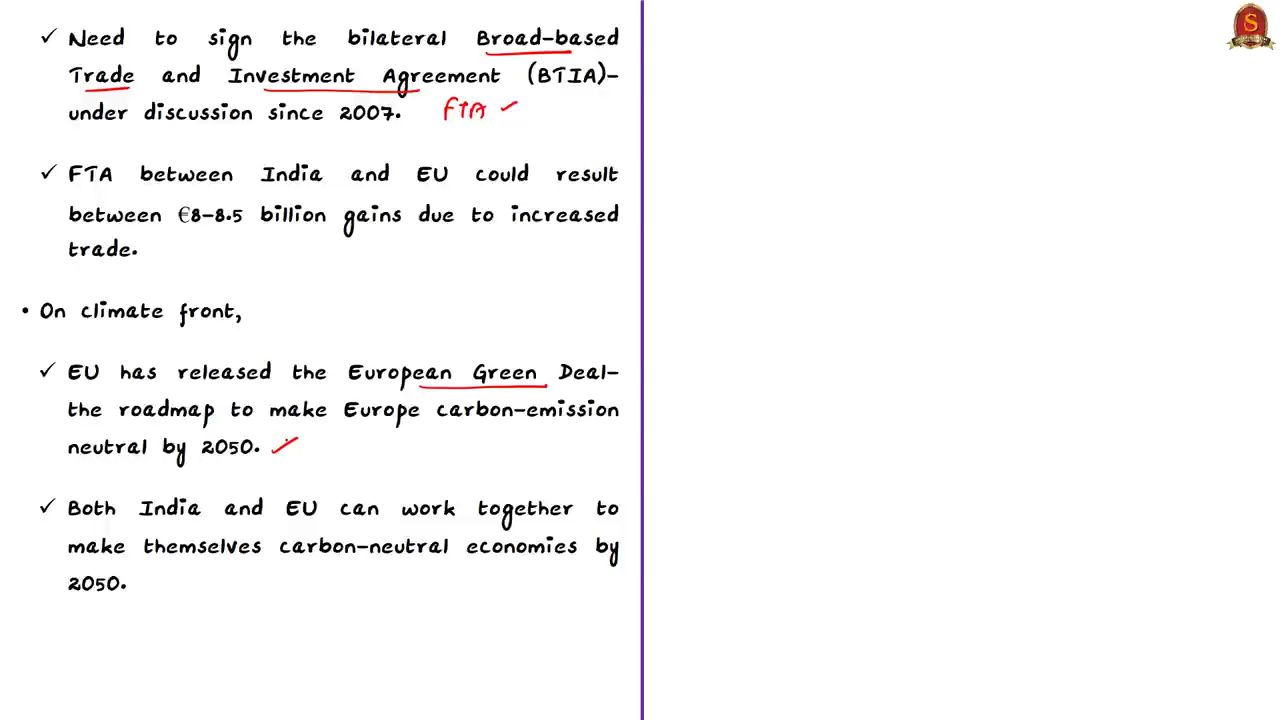 ✓ Need to sign the bilateral Broad-based
Trade and Investment Agreement (BTIA)-
under discussion since 2007. FTA ✓
✓ FTA between India and EU could result
between €8-8.5 billion gains due to increased
trade.
• On climate front,
✓ EU has released the European Green Deal-
the roadmap to make Europe carbon-emission
neutral by 2050.
✓ Both India and EU can work together to
make themselves carbon-neutral economies by
2050.
S